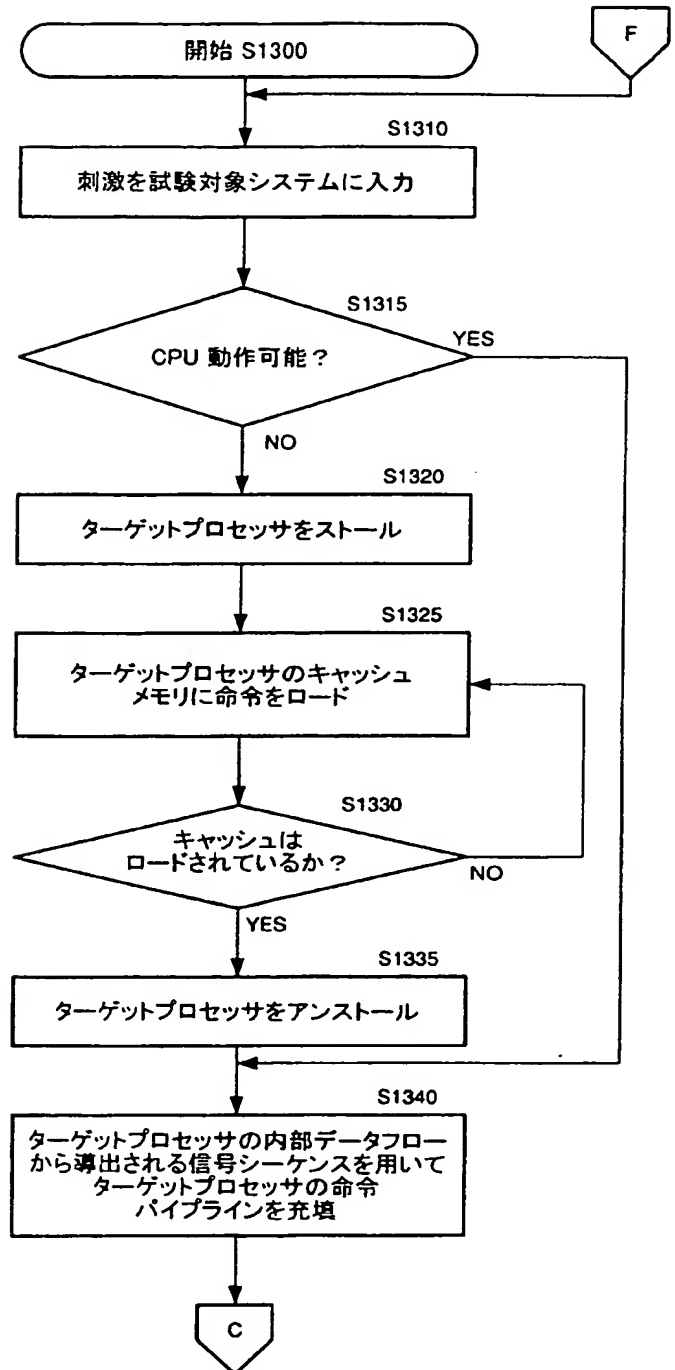 開始 S1300
F
S1310
刺激を試験対象システムに入力
S1315
CPU 動作可能？
YES
NO
S1320
ターゲットプロセッサをストール
S1325
ターゲットプロセッサのキャッシュ
メモリに命令をロード
S1330
キャッシュは
ロードされているか？
NO
YES
S1335
ターゲットプロセッサをアンストール
S1340
ターゲットプロセッサの内部データフロー
から導出される信号シーケンスを用いて
ターゲットプロセッサの命令
パイプラインを充填
C